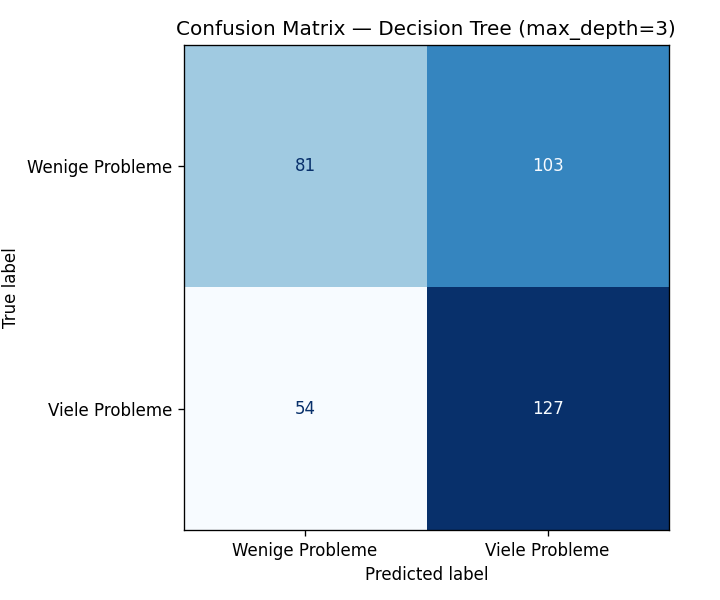 Confusion Matrix — Decision Tree (max_depth=3)
True label
Wenige Probleme
81
103
Viele Probleme
54
127
Wenige Probleme
Viele Probleme
Predicted label